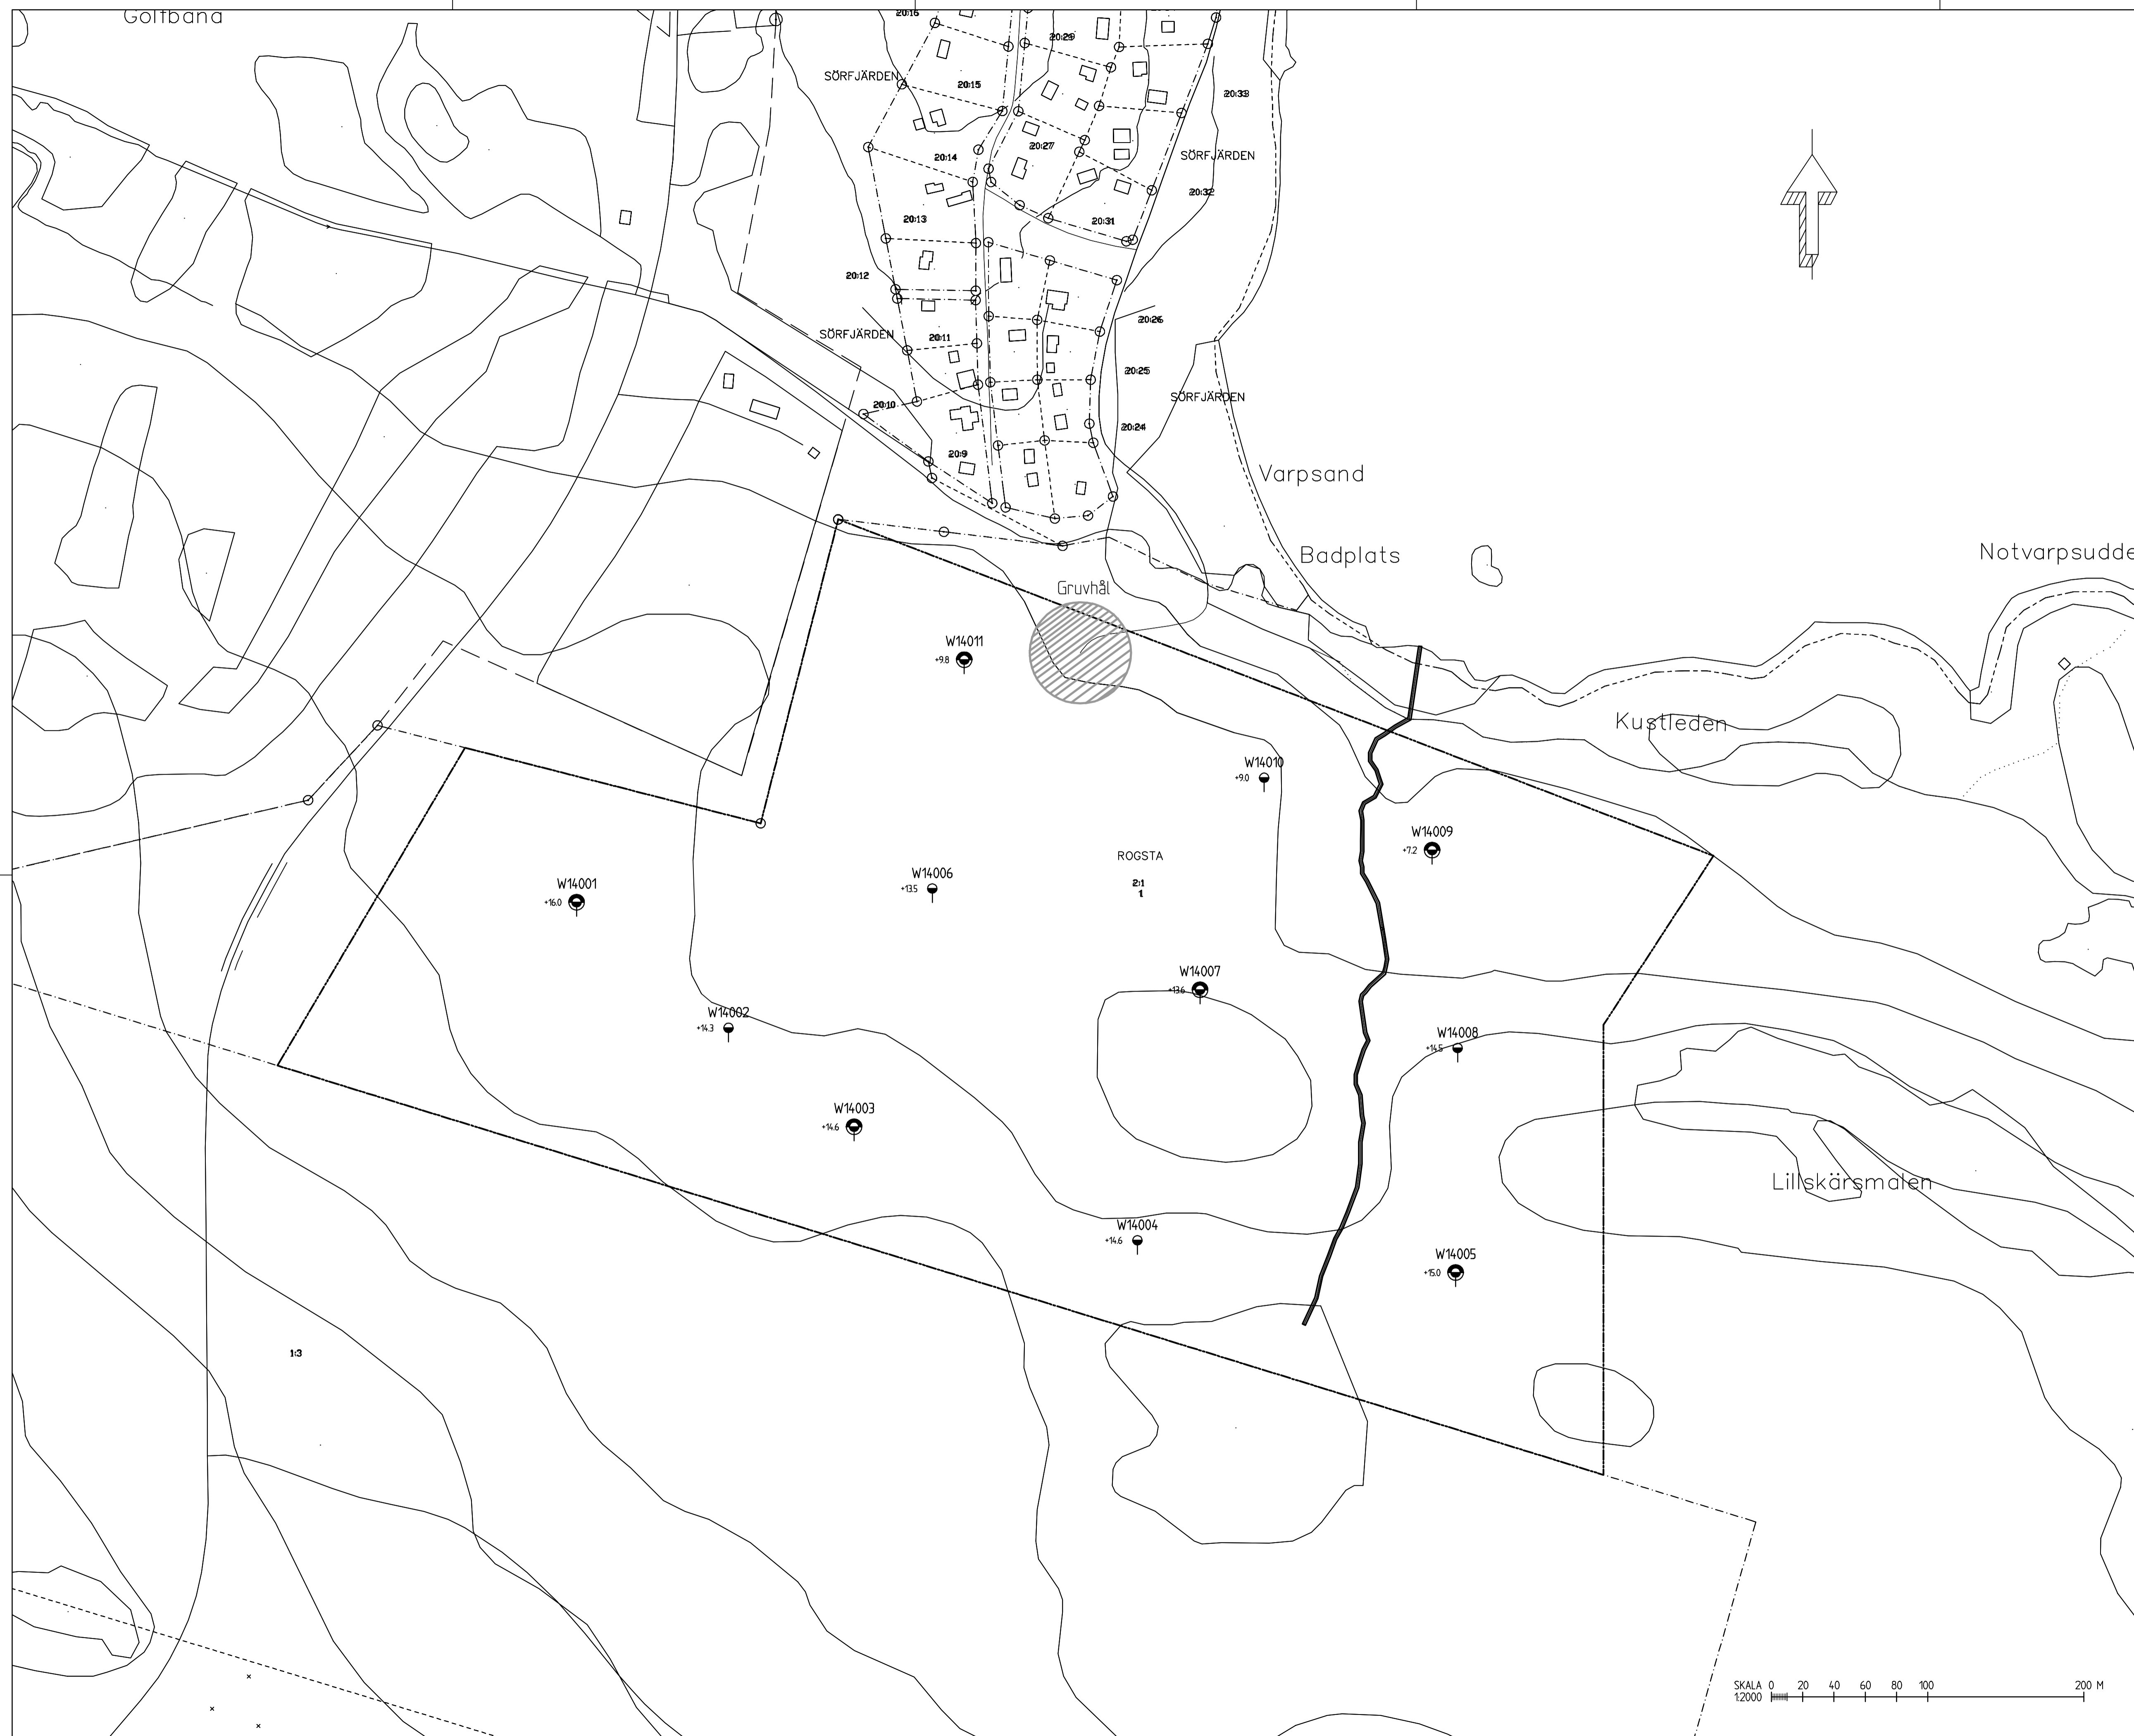 Golfbana
20:16
20:29
SÖRFJÄRDEN
20:15
20:33
20:14
20:27
SÖRFJÄRDEN
20:32
20:13
20:31
20:12
20:26
SÖRFJÄRDEN
20:11
20:25
SÖRFJÄRDEN
20:10
20:24
20:9
Varpsand
Badplats
Notvarpsudde
Gruvhål
W14011
+9.8
Kustleden
W14010
+9.0
W14009
+7.2
ROGSTA
2:1
1
W14006
+13.5
W14001
+16.0
W14007
+13.6
W14002
+14.3
W14008
+14.5
W14003
+14.6
Lillskärsmalen
W14004
+14.6
W14005
+15.0
1:3
SKALA 0 20 40 60 80 100 200 M
1:2000